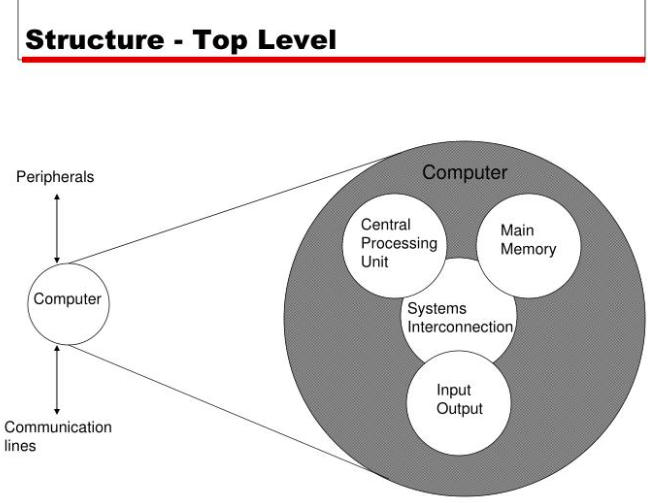 Structure - Top Level
Peripherals
Computer
Communication
lines
Computer
Central
Processing
Unit
Main
Memory
Systems
Interconnection
Input
Output